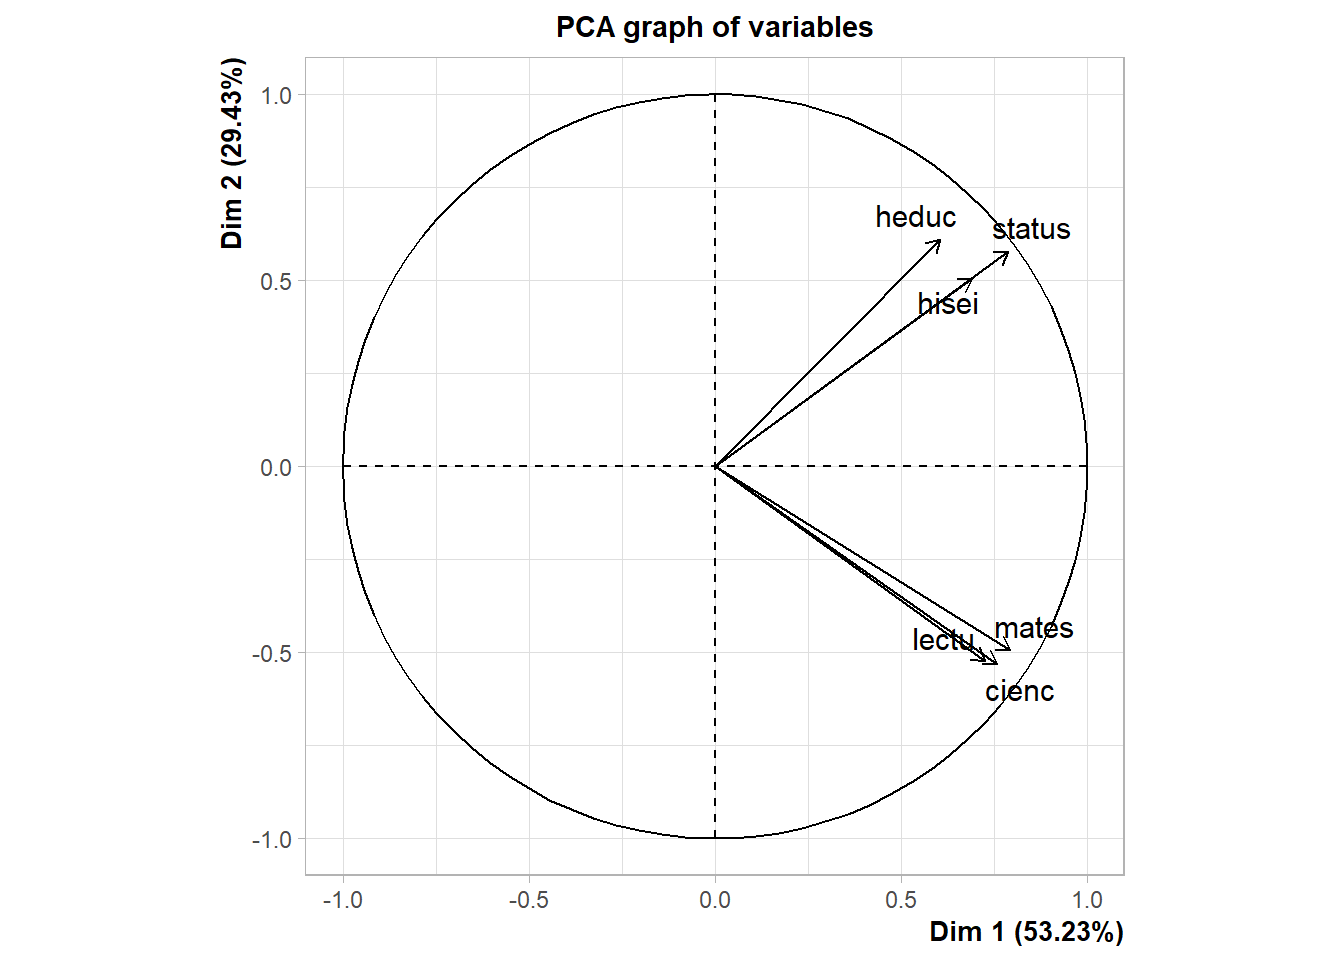 PCA graph of variables
Dim 2 (29.43%)
1.0
0.5
0.0
-0.5
-1.0
heduc
status
hisei
mates
lectu
cienc
-1.0
-0.5
0.0
0.5
1.0
Dim 1 (53.23%)